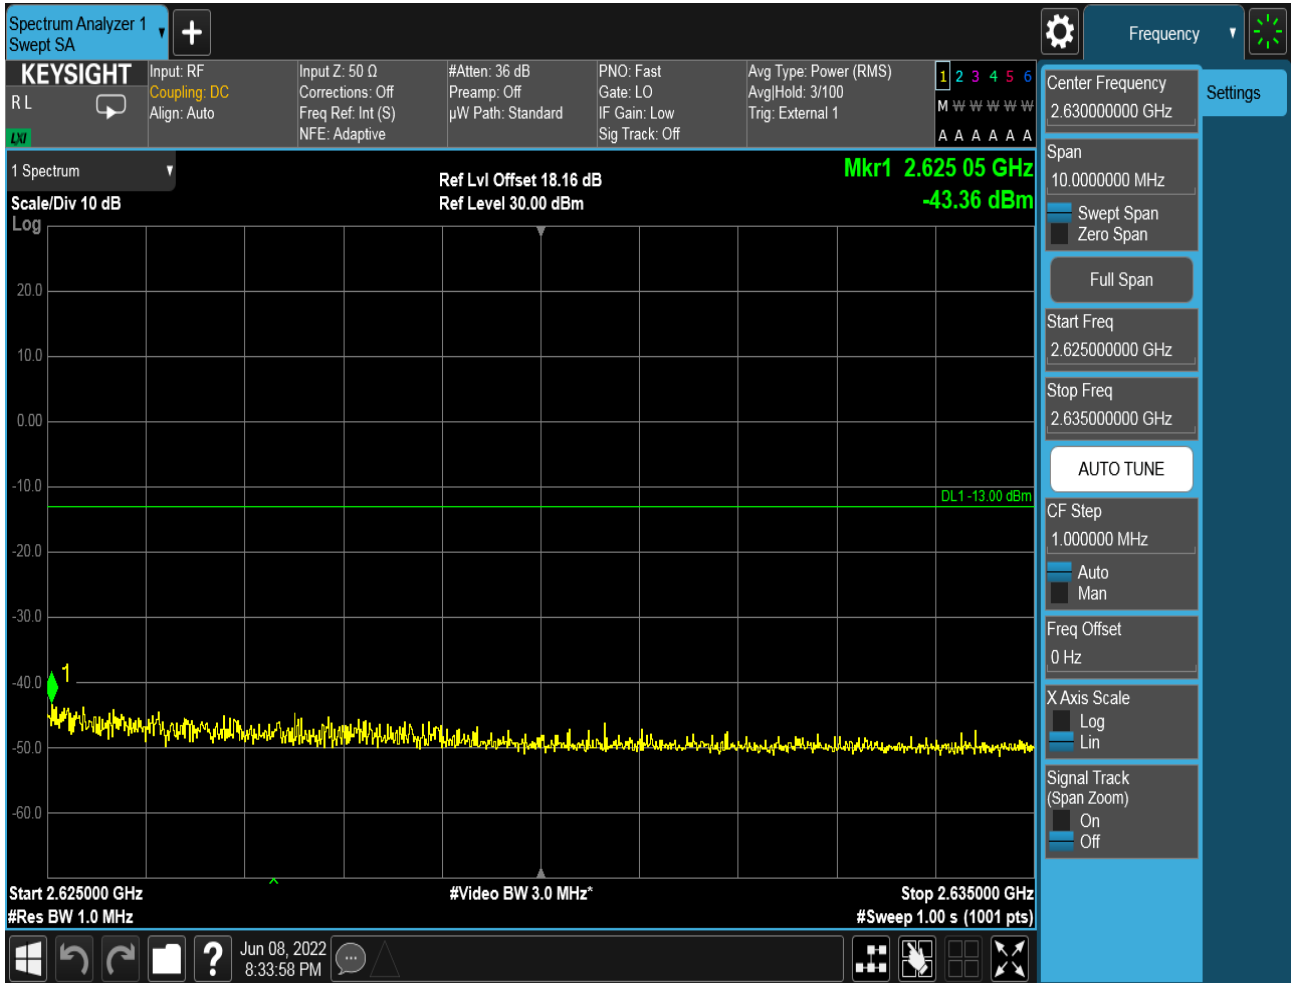 Spectrum Analyzer 1
Swept SA
Frequency
KEYSIGHT
R L
LXI
Input: RF
Coupling: DC
Align: Auto
Input Z: 50 Ω
Corrections: Off
Freq Ref: Int (S)
NFE: Adaptive
#Atten: 36 dB
Preamp: Off
µW Path: Standard
PNO: Fast
Gate: LO
IF Gain: Low
Sig Track: Off
Avg Type: Power (RMS)
Avg|Hold: 3/100
Trig: External 1
1 2 3 4 5 6
M W W W W W
A A A A A A
1 Spectrum
Scale/Div 10 dB
Log
Ref Lvl Offset 18.16 dB
Ref Level 30.00 dBm
Mkr1 2.625 05 GHz
-43.36 dBm
20.0
10.0
0.00
-10.0
-20.0
-30.0
-40.0
-50.0
-60.0
DL1 -13.00 dBm
1
Start 2.625000 GHz
#Res BW 1.0 MHz
#Video BW 3.0 MHz*
Stop 2.635000 GHz
#Sweep 1.00 s (1001 pts)
Center Frequency
2.630000000 GHz
Settings
Span
10.0000000 MHz
Swept Span
Zero Span
Full Span
Start Freq
2.625000000 GHz
Stop Freq
2.635000000 GHz
AUTO TUNE
CF Step
1.000000 MHz
Auto
Man
Freq Offset
0 Hz
X Axis Scale
Log
Lin
Signal Track
(Span Zoom)
On
Off
?
Jun 08, 2022
8:33:58 PM